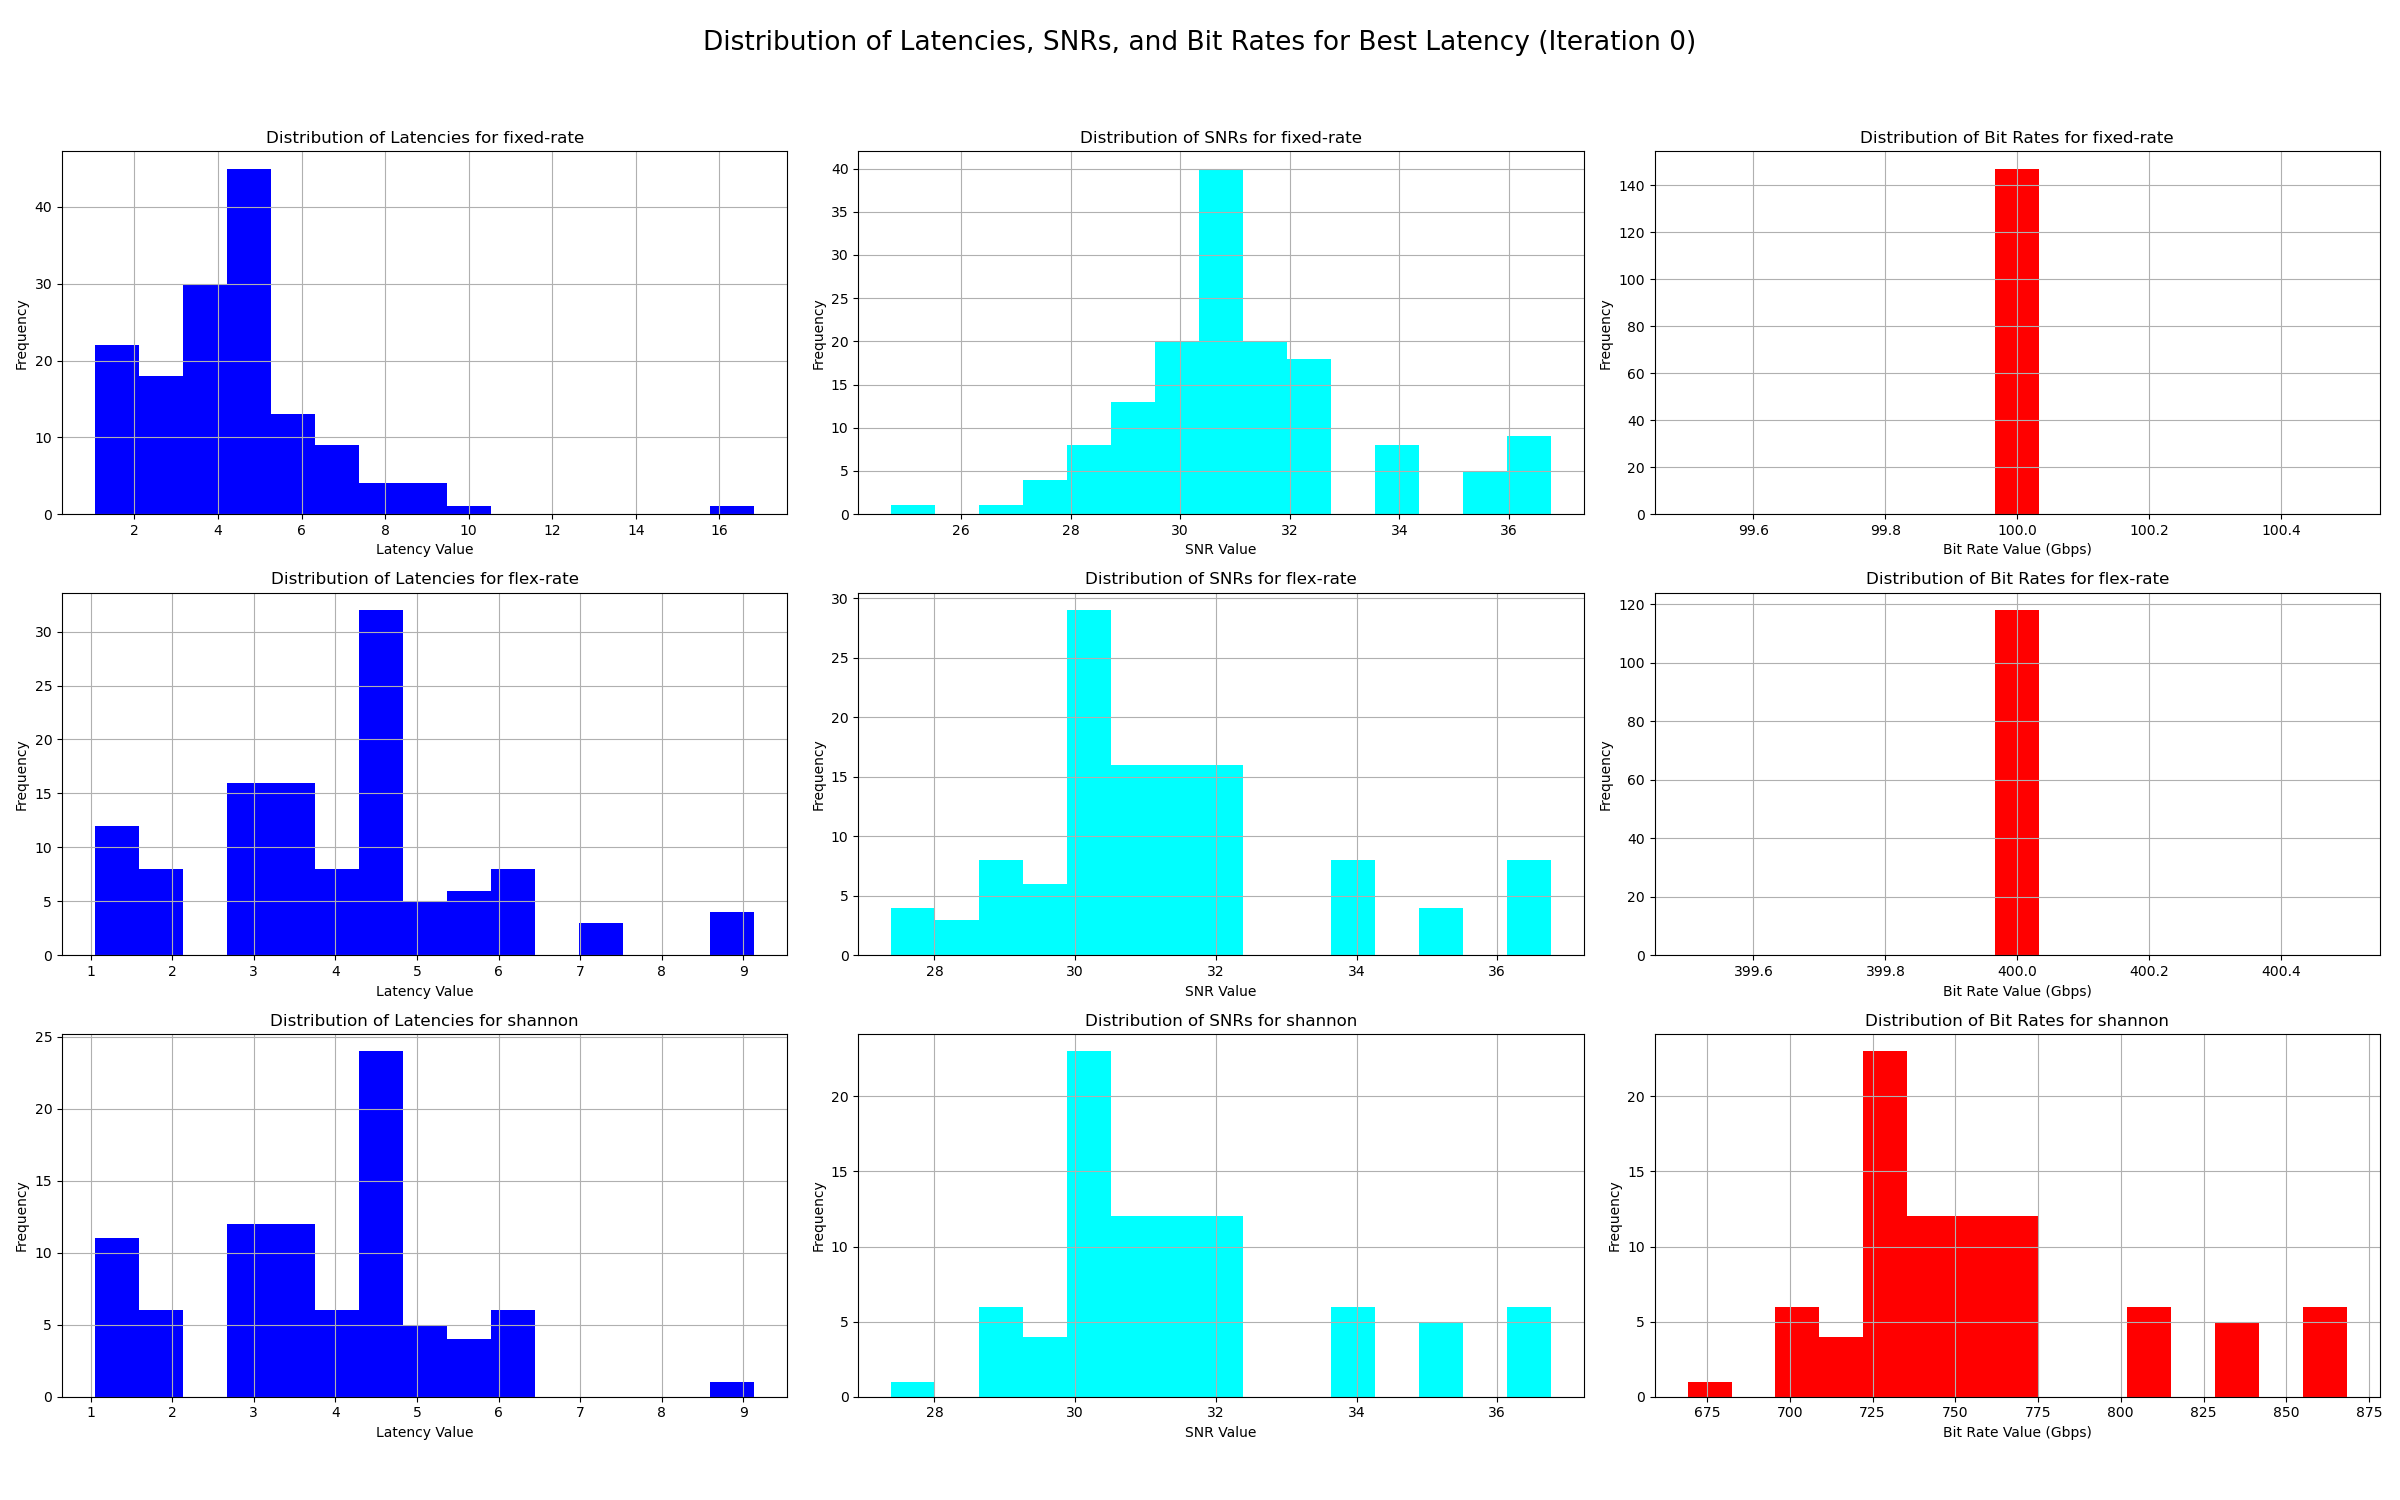 Distribution of Latencies, SNRs, and Bit Rates for Best Latency (Iteration 0)
Distribution of Latencies for fixed-rate
Frequency
40
30
20
10
0
2 4 6 8 10 12 14 16
Latency Value
Distribution of SNRs for fixed-rate
Frequency
40
35
30
25
20
15
10
5
0
26 28 30 32 34 36
SNR Value
Distribution of Bit Rates for fixed-rate
Frequency
140
120
100
80
60
40
20
0
99.6 99.8 100.0 100.2 100.4
Bit Rate Value (Gbps)
Distribution of Latencies for flex-rate
Frequency
30
25
20
15
10
5
0
1 2 3 4 5 6 7 8 9
Latency Value
Distribution of SNRs for flex-rate
Frequency
30
25
20
15
10
5
0
28 30 32 34 36
SNR Value
Distribution of Bit Rates for flex-rate
Frequency
120
100
80
60
40
20
0
399.6 399.8 400.0 400.2 400.4
Bit Rate Value (Gbps)
Distribution of Latencies for shannon
Frequency
25
20
15
10
5
0
1 2 3 4 5 6 7 8 9
Latency Value
Distribution of SNRs for shannon
Frequency
20
15
10
5
0
28 30 32 34 36
SNR Value
Distribution of Bit Rates for shannon
Frequency
20
15
10
5
0
675 700 725 750 775 800 825 850 875
Bit Rate Value (Gbps)